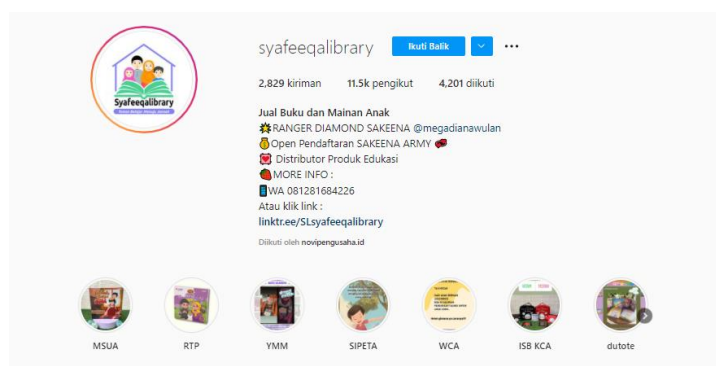 syafeeqalibrary Ikuti Balik
2,829 kiriman 11.5k pengikut 4,201 diikuti
Jual Buku dan Mainan Anak
💥RANGER DIAMOND SAKEENA @megadianawulan
Open Pendaftaran SAKEENA ARMY
Distributor Produk Edukasi
MORE INFO :
WA 081281684226
Atau klik link :
linktr.ee/SLsyafeeqalibrary
Diikuti oleh novipengusaha.id
Syafeeqalibrary
MSUA RTP YMM SIPETA WCA ISB KCA dutote